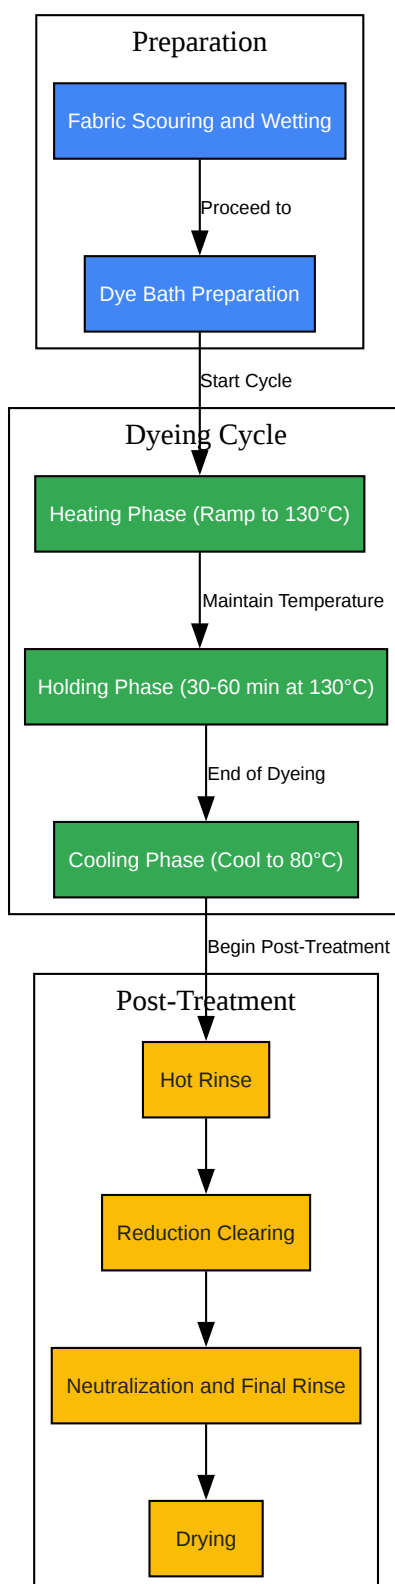 Preparation
Fabric Scouring and Wetting
Proceed to
Dye Bath Preparation
Start Cycle
Dyeing Cycle
Heating Phase (Ramp to 130°C)
Maintain Temperature
Holding Phase (30-60 min at 130°C)
End of Dyeing
Cooling Phase (Cool to 80°C)
Begin Post-Treatment
Post-Treatment
Hot Rinse
Reduction Clearing
Neutralization and Final Rinse
Drying